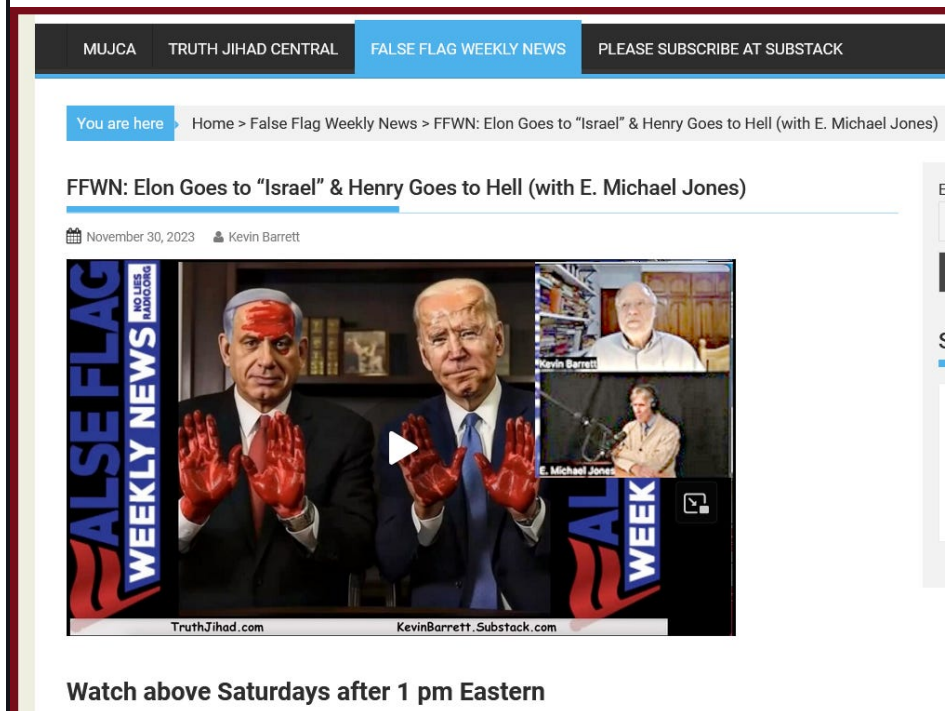 MUJCA
TRUTH JIHAD CENTRAL
FALSE FLAG WEEKLY NEWS
PLEASE SUBSCRIBE AT SUBSTACK
You are here
Home > False Flag Weekly News > FFWN: Elon Goes to “Israel” & Henry Goes to Hell (with E. Michael Jones)
FFWN: Elon Goes to “Israel” & Henry Goes to Hell (with E. Michael Jones)
November 30, 2023
Kevin Barrett
FALSE FLAG
WEEKLY NEWS
NO LIES
RADIO.ORG
Kevin Barrett
E. Michael Jones
TruthJihad.com
KevinBarrett.Substack.com
Watch above Saturdays after 1 pm Eastern